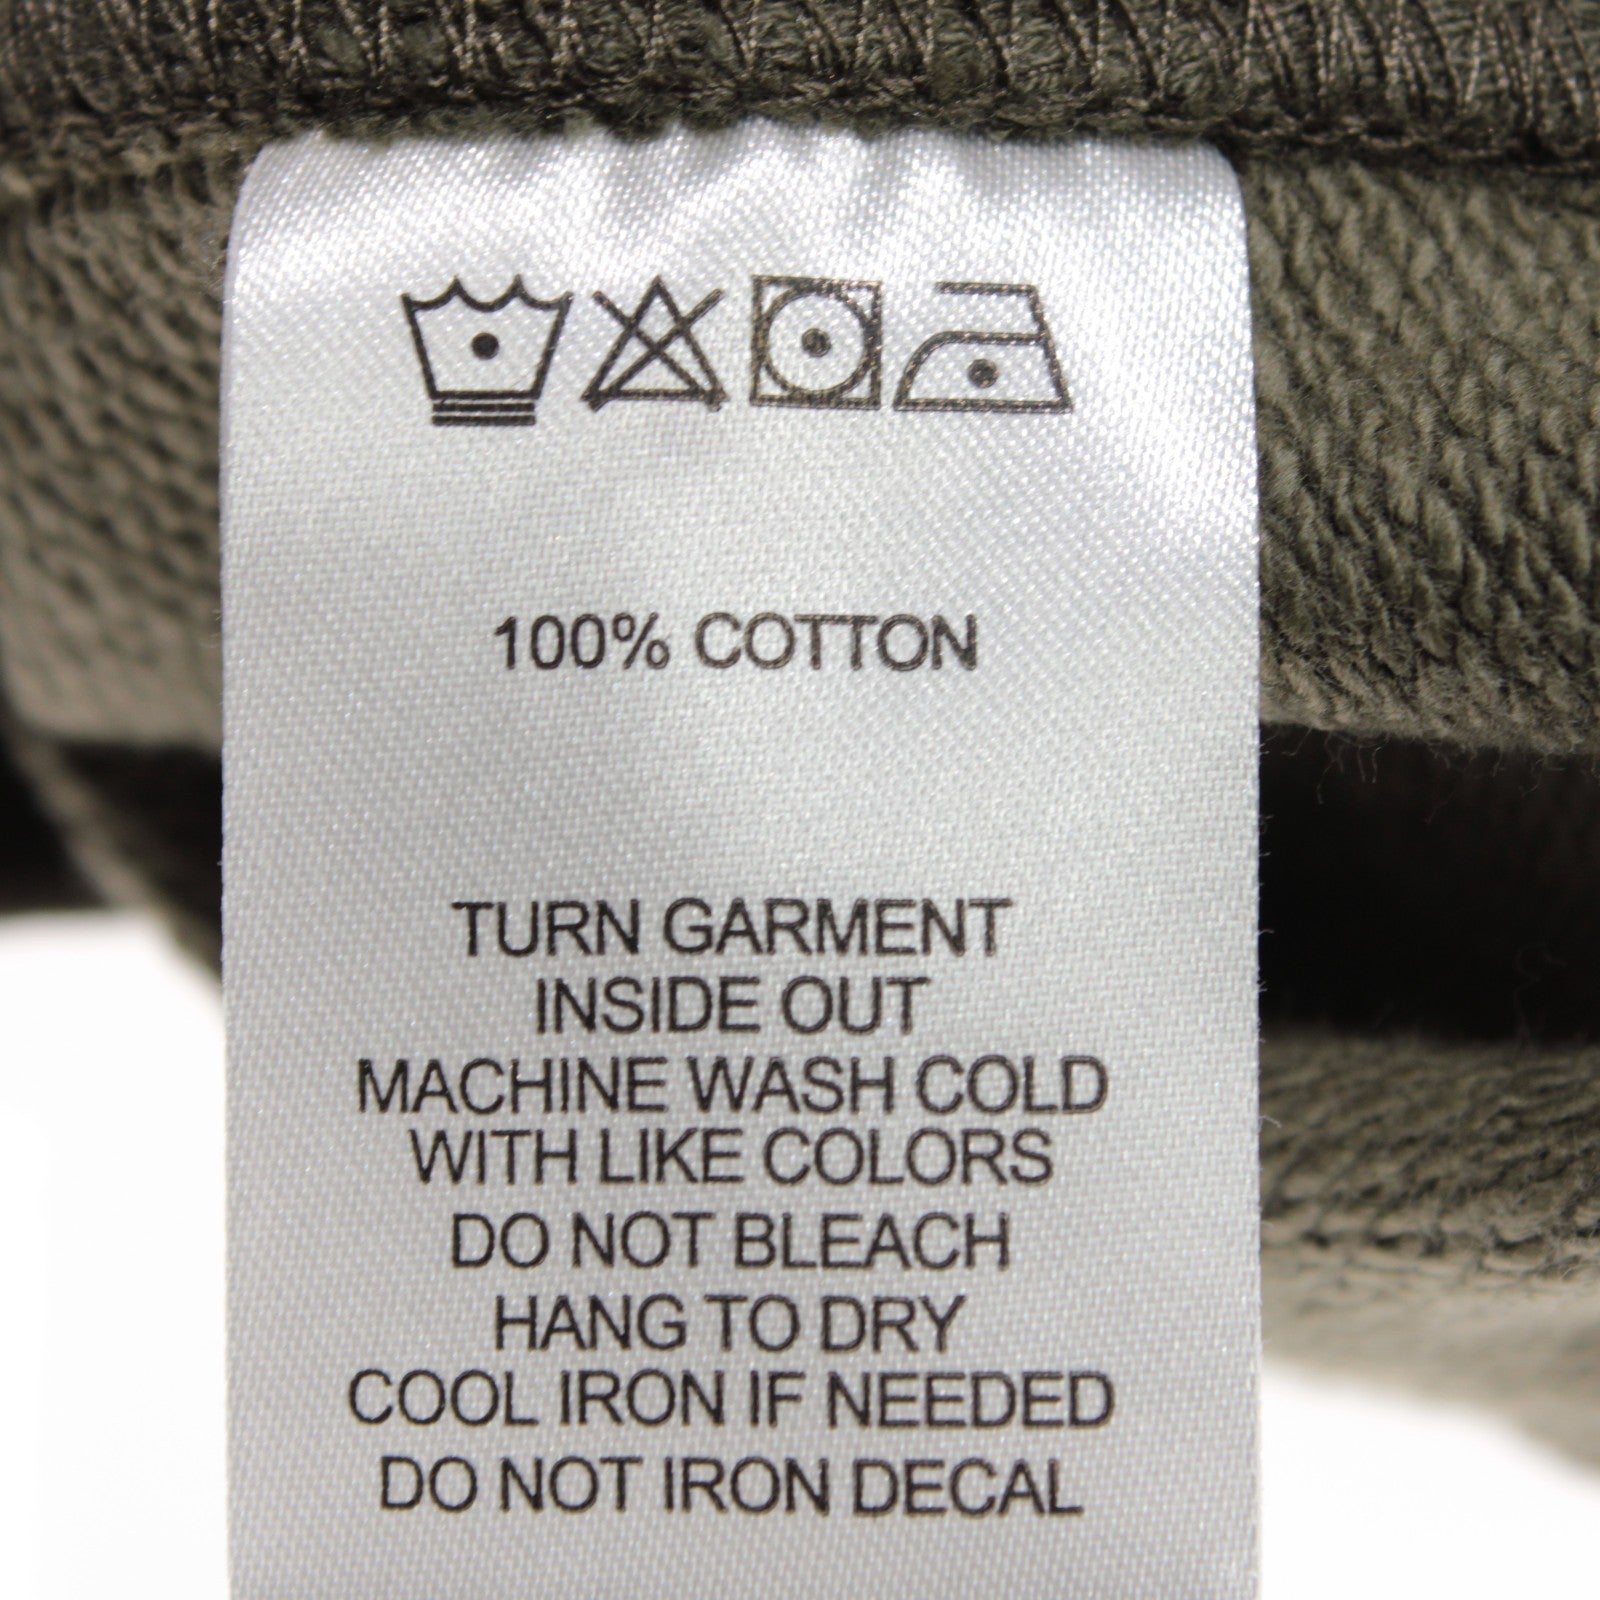 100% COTTON
TURN GARMENT
INSIDE OUT
MACHINE WASH COLD
WITH LIKE COLORS
DO NOT BLEACH
HANG TO DRY
COOL IRON IF NEEDED
DO NOT IRON DECAL